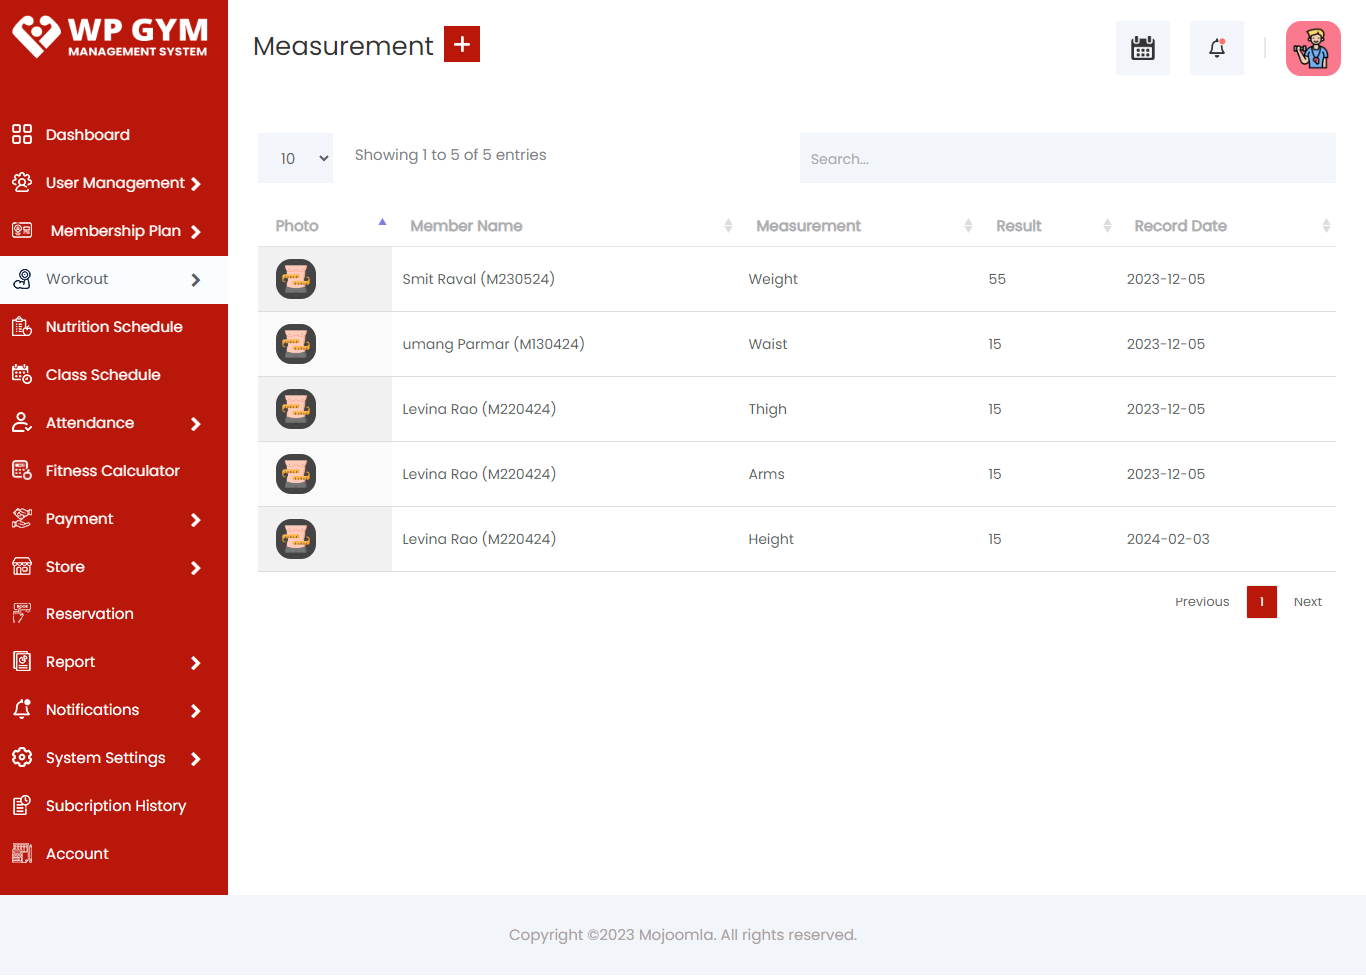 WP GYM
MANAGEMENT SYSTEM
Measurement
Dashboard
User Management
Membership Plan
Workout
Nutrition Schedule
Class Schedule
Attendance
Fitness Calculator
Payment
Store
Reservation
Report
Notifications
System Settings
Subcription History
Account
10 Showing 1 to 5 of 5 entries Search...
Photo Member Name Measurement Result Record Date
Smit Raval (M230524) Weight 55 2023-12-05
umang Parmar (M130424) Waist 15 2023-12-05
Levina Rao (M220424) Thigh 15 2023-12-05
Levina Rao (M220424) Arms 15 2023-12-05
Levina Rao (M220424) Height 15 2024-02-03
Previous 1 Next
Copyright ©2023 Mojoomla. All rights reserved.